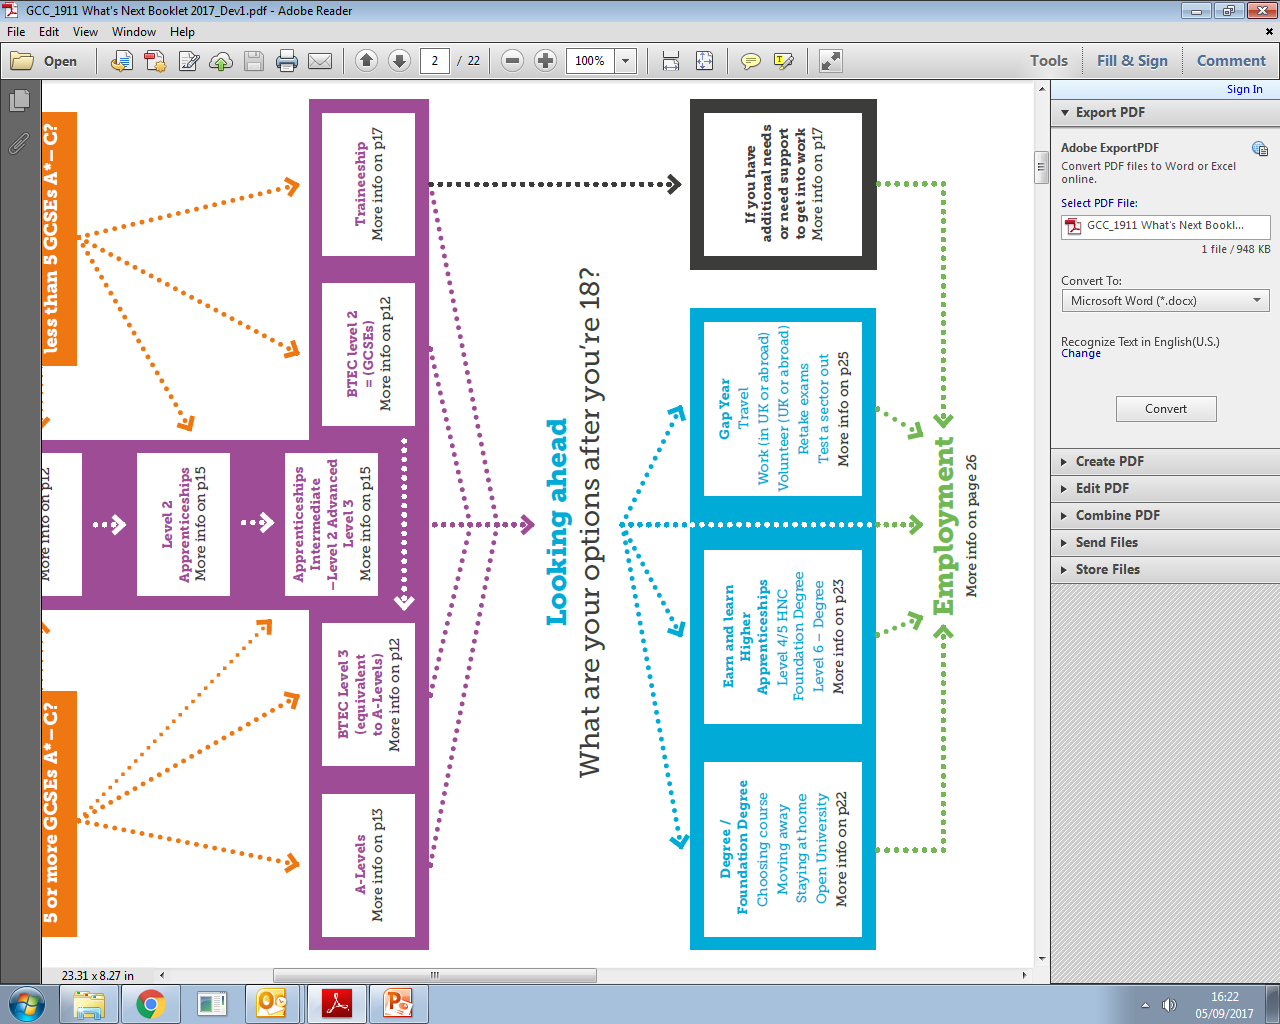 GCC_1911 What's Next Booklet 2017_Dev1.pdf - Adobe Reader
File Edit View Window Help
Open
2 / 22
100%
Tools Fill & Sign Comment
Sign In
Export PDF
Adobe ExportPDF
Convert PDF files to Word or Excel
online.
Select PDF File:
GCC_1911 What's Next Bookl...
1 file / 948 KB
Convert To:
Microsoft Word (*.docx)
Recognize Text in English(U.S.)
Change
Convert
Create PDF
Edit PDF
Combine PDF
Send Files
Store Files
5 or more GCSEs A*– C?
less than 5 GCSEs A*– C?
More info on p12
Level 2
Apprenticeships
More info on p15
Apprenticeships
Intermediate
–Level 2 Advanced
Level 3
More info on p15
A-Levels
More info on p13
BTEC Level 3
(equivalent
to A-Levels)
More info on p12
BTEC level 2
= (GCSEs)
More info on p12
Traineeship
More info on p17
Looking ahead
What are your options after you're 18?
Degree /
Foundation Degree
Choosing course
Moving away
Staying at home
Open University
More info on p22
Earn and learn
Higher
Apprenticeships
Level 4/5 HNC
Foundation Degree
Level 6 – Degree
More info on p23
Gap Year
Travel
Work (in UK or abroad)
Volunteer (UK or abroad)
Retake exams
Test a sector out
More info on p25
If you have
additional needs
or need support
to get into work
More info on p17
Employment
More info on page 26
23.31 x 8.27 in
16:22
05/09/2017